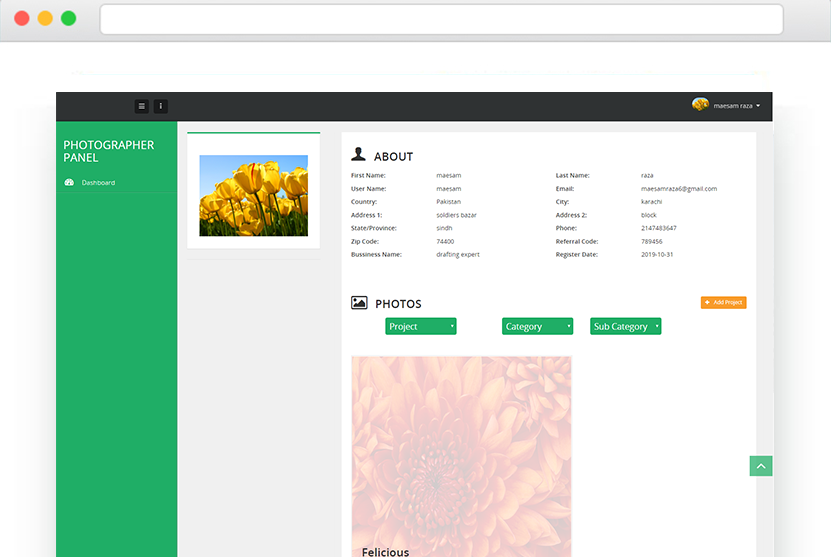 maesam raza
PHOTOGRAPHER
PANEL
Dashboard
ABOUT
First Name: maesam Last Name: raza
User Name: maesam Email: maesamraza6@gmail.com
Country: Pakistan City: karachi
Address 1: soldiers bazar Address 2: block
State/Province: sindh Phone: 2147483647
Zip Code: 74400 Referral Code: 789456
Bussiness Name: drafting expert Register Date: 2019-10-31
PHOTOS
+ Add Project
Project Category Sub Category
Felicious